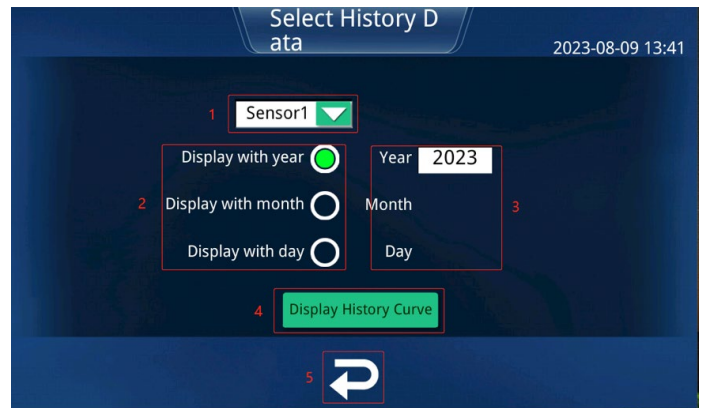 Select History D
ata
2023-08-09 13:41
1
Sensor1
Display with year
Year 2023
2
Display with month
Month
3
Display with day
Day
4
Display History Curve
5